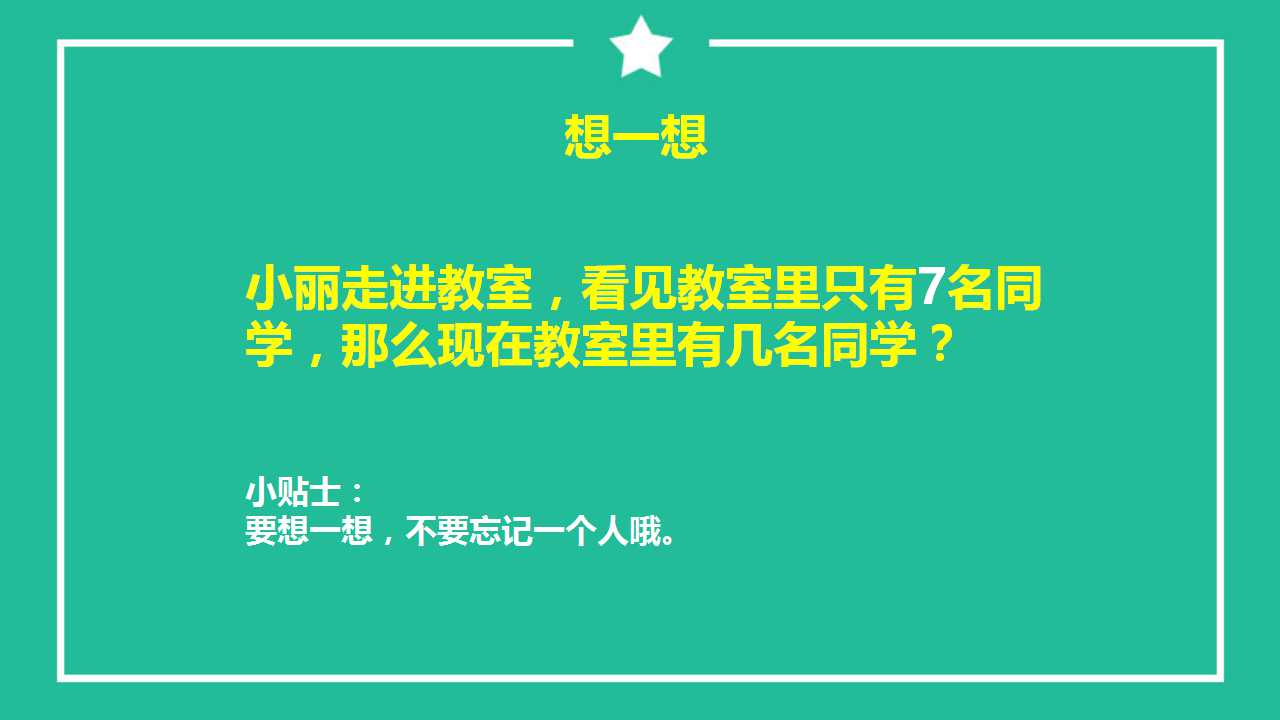 想一想
小丽走进教室，看见教室里只有7名同
学，那么现在教室里有几名同学？
小贴士：
要想一想，不要忘记一个人哦。